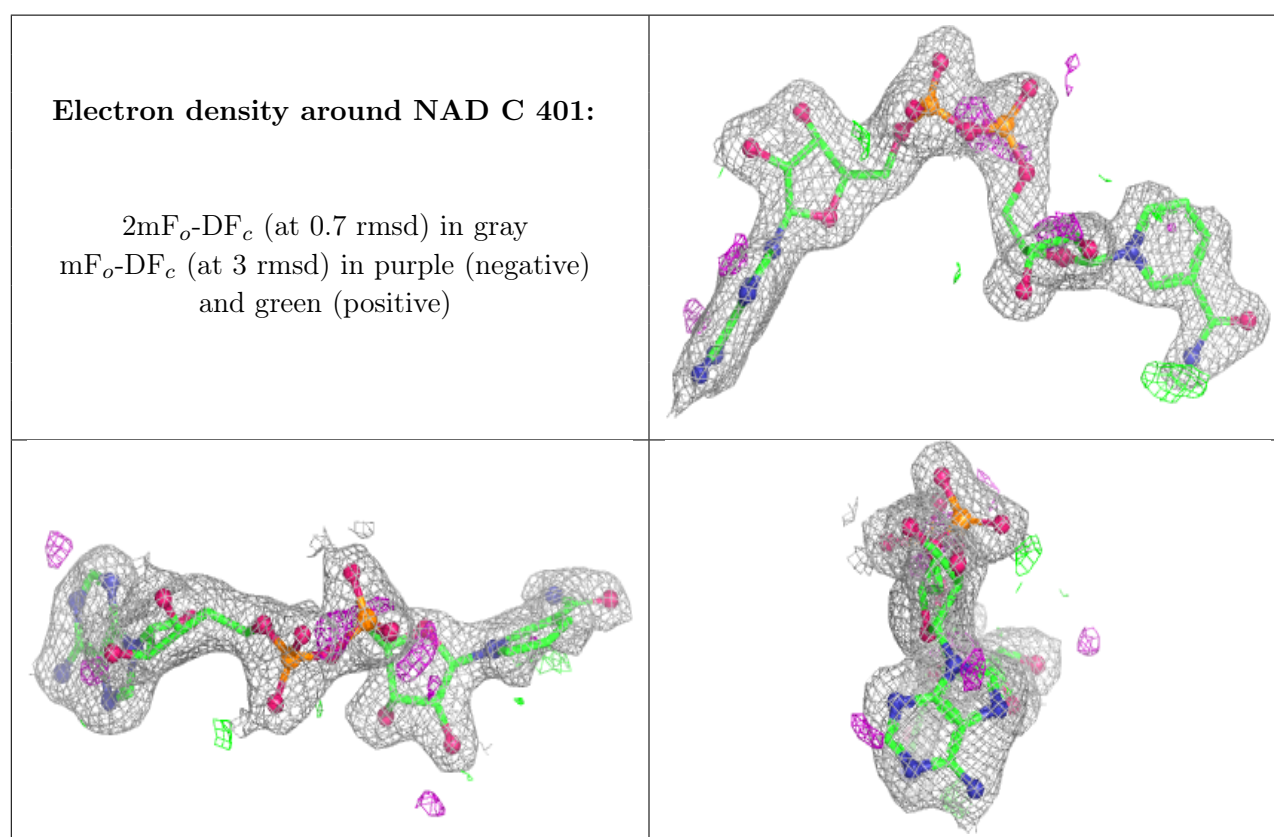 Electron density around NAD C 401:
2mFo-DFc (at 0.7 rmsd) in gray
mFo-DFc (at 3 rmsd) in purple (negative)
and green (positive)